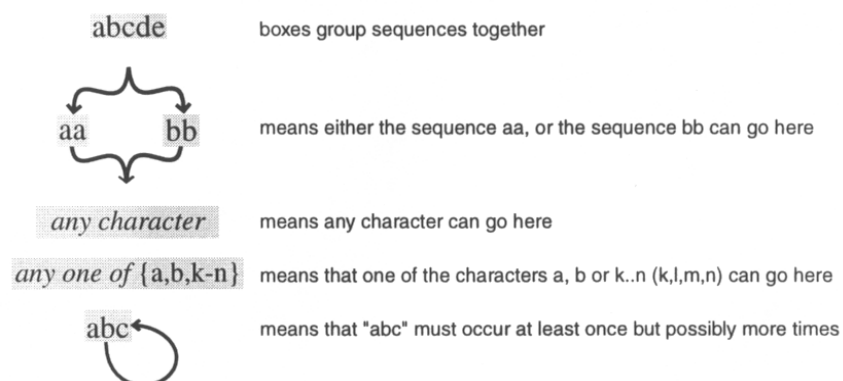 abcde boxes group sequences together
aa bb means either the sequence aa, or the sequence bb can go here
any character means any character can go here
any one of {a,b,k-n} means that one of the characters a, b or k..n (k,l,m,n) can go here
abc means that "abc" must occur at least once but possibly more times